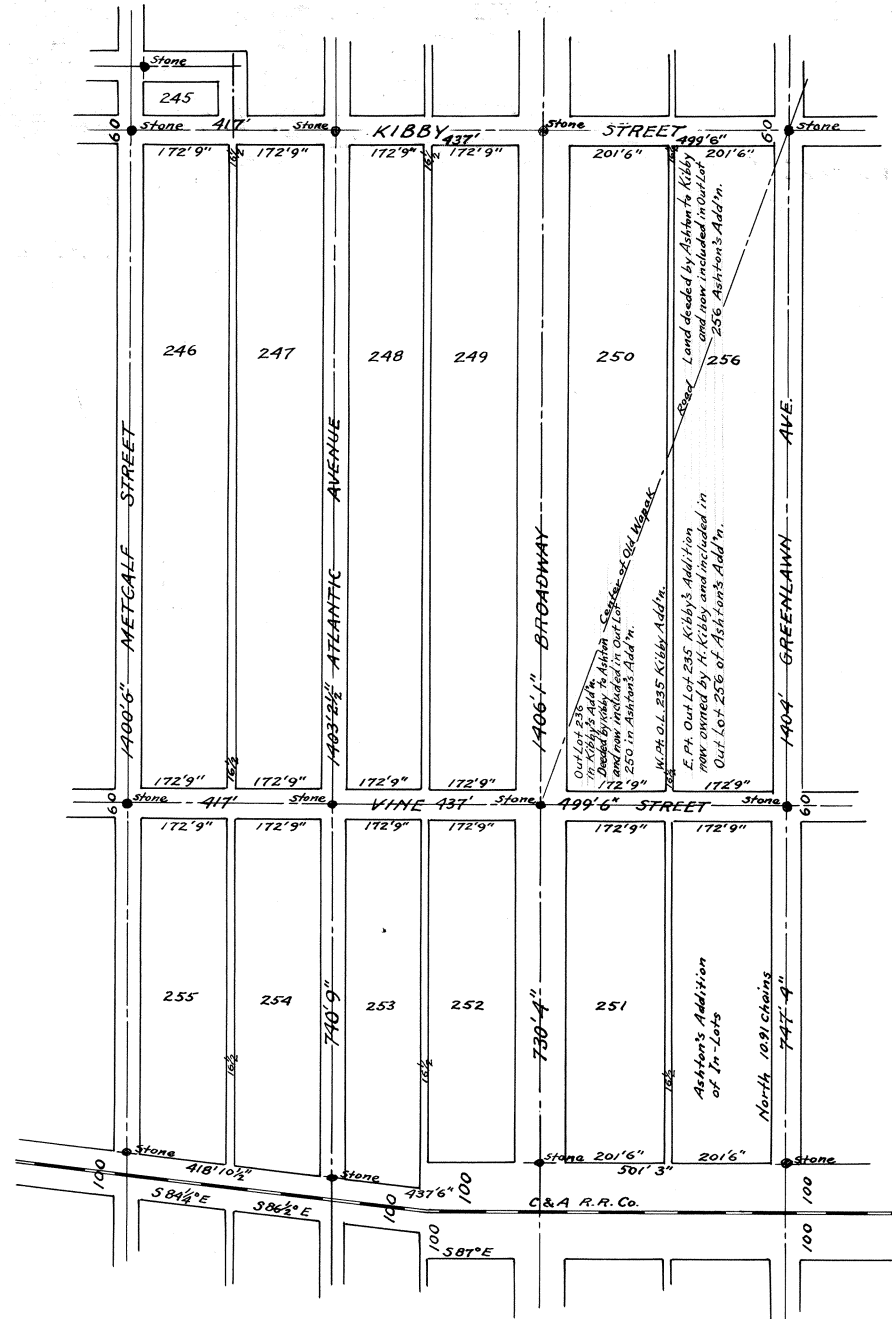 Stone
245
60
Stone
417'
Stone
KIBBY
437'
Stone
STREET
499'6"
60
Stone
172'9"
16½
172'9"
172'9"
16½
172'9"
201'6"
16½
201'6"
Land deeded by Ashton to Kibby
and now included in Out Lot
256 Ashton's Add'n.
246
247
248
249
250
256
METCALF STREET
1400'6"
ATLANTIC AVENUE
1403'2½"
BROADWAY
1406'1"
GREENLAWN AVE.
1404'
Center of Old Wapak Road
Out Lot 236
in Kibby's Add'n.
Deeded by Kibby to Ashton
and now included in Out Lot
250 in Ashton's Add'n.
W. Pt. O.L. 235 Kibby Add'n.
E. Pt. Out Lot 235 Kibby's Addition
now owned by H. Kibby and included in
Out Lot 256 of Ashton's Add'n.
172'9"
16½
172'9"
172'9"
172'9"
172'9"
16½
172'9"
60
Stone
417'
Stone
VINE
437'
Stone
499'6"
STREET
Stone
60
172'9"
172'9"
172'9"
172'9"
172'9"
172'9"
255
254
253
252
251
740'9"
730'4"
747'4"
Ashton's Addition
of In-Lots
North 10.91 Chains
16½
16½
16½
Stone
418'10½"
Stone
437'6"
Stone
201'6"
501'3"
201'6"
Stone
100
100
100
100
C & A R.R. Co.
S 84¼° E
S 86½° E
100
S 87° E
100